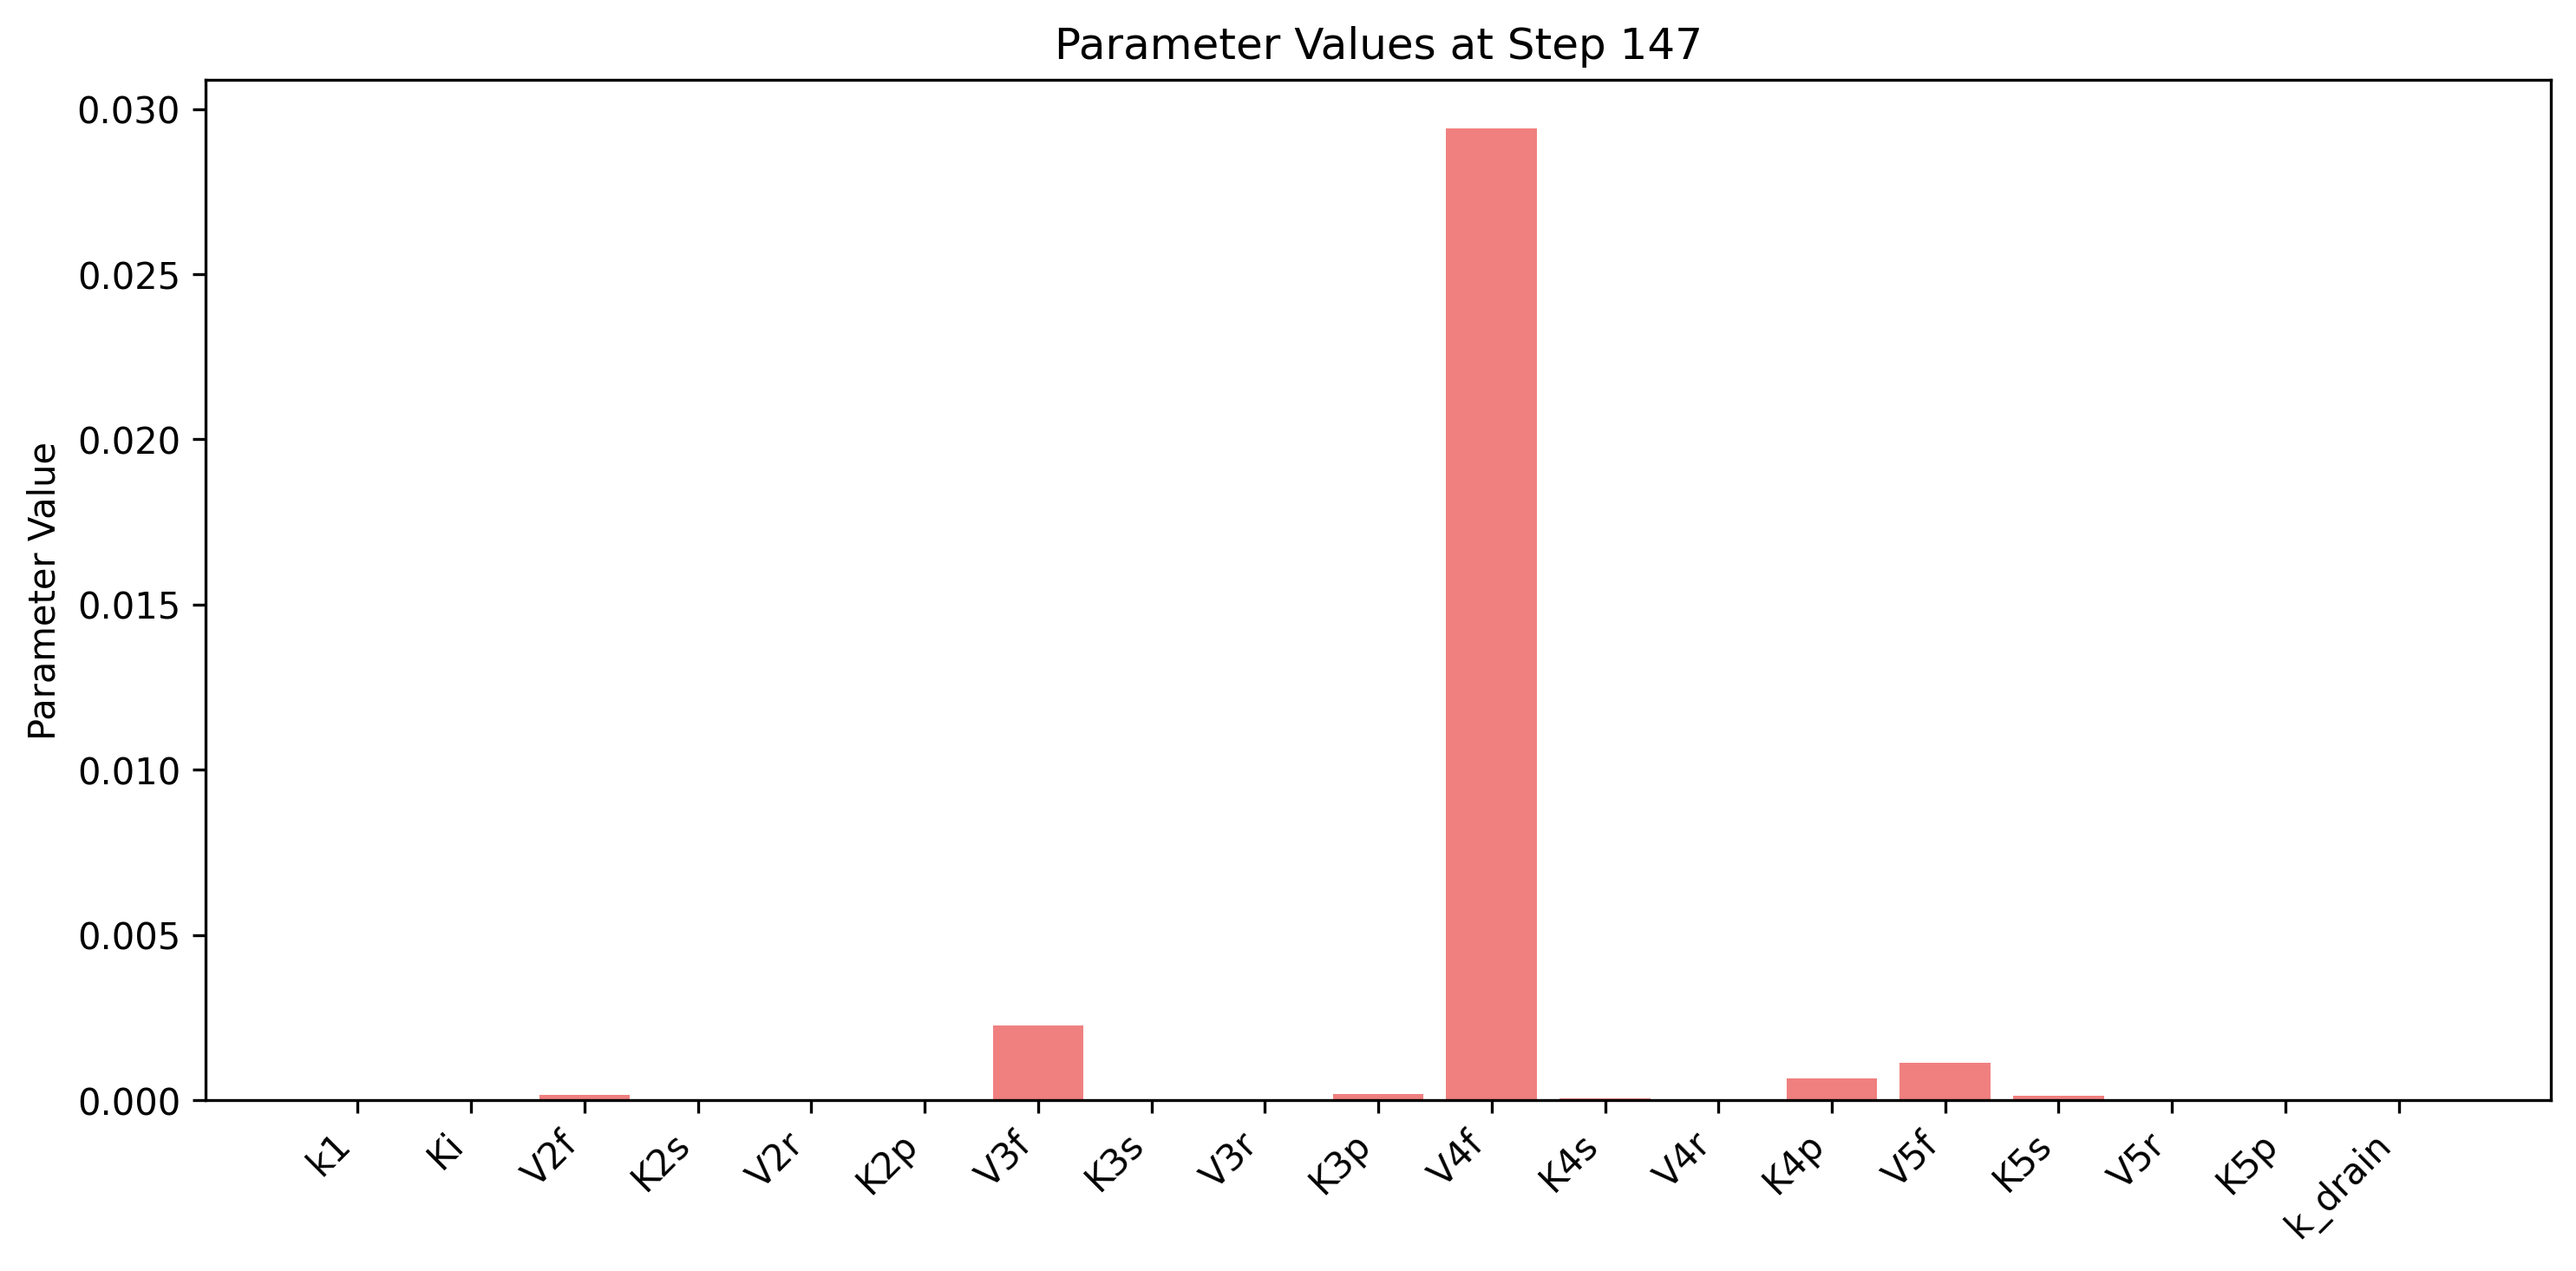 Parameter Values at Step 147
Parameter Value
0.030
0.025
0.020
0.015
0.010
0.005
0.000
k1
Ki
V2f
K2s
V2r
K2p
V3f
K3s
V3r
K3p
V4f
K4s
V4r
K4p
V5f
K5s
V5r
K5p
k_drain